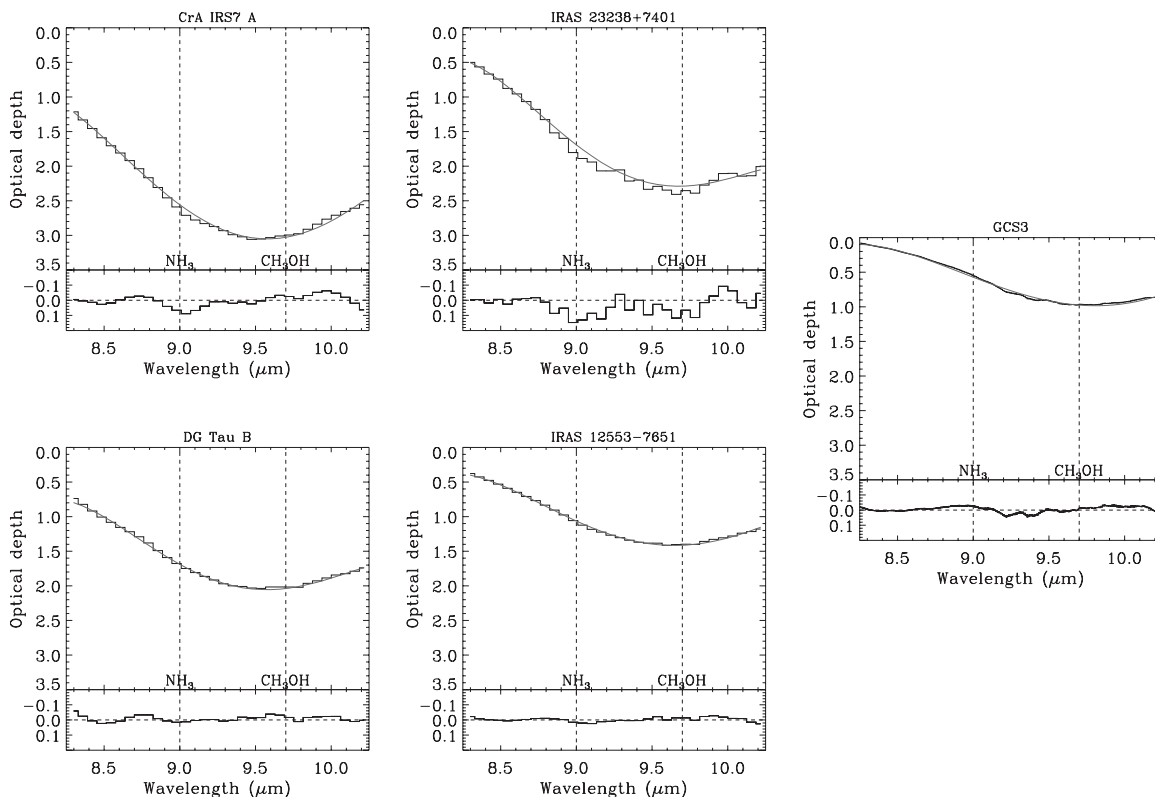 CrA IRS7 A
0.0
0.5
1.0
1.5
2.0
2.5
3.0
3.5
Optical depth
NH₃ CH₃OH
−0.1
0.0
0.1
8.5 9.0 9.5 10.0
Wavelength (μm)
IRAS 23238+7401
0.0
0.5
1.0
1.5
2.0
2.5
3.0
3.5
Optical depth
NH₃ CH₃OH
−0.1
0.0
0.1
8.5 9.0 9.5 10.0
Wavelength (μm)
GCS3
0.0
0.5
1.0
1.5
2.0
2.5
3.0
3.5
Optical depth
NH₃ CH₃OH
−0.1
0.0
0.1
8.5 9.0 9.5 10.0
Wavelength (μm)
DG Tau B
0.0
0.5
1.0
1.5
2.0
2.5
3.0
3.5
Optical depth
NH₃ CH₃OH
−0.1
0.0
0.1
8.5 9.0 9.5 10.0
Wavelength (μm)
IRAS 12553−7651
0.0
0.5
1.0
1.5
2.0
2.5
3.0
3.5
Optical depth
NH₃ CH₃OH
−0.1
0.0
0.1
8.5 9.0 9.5 10.0
Wavelength (μm)